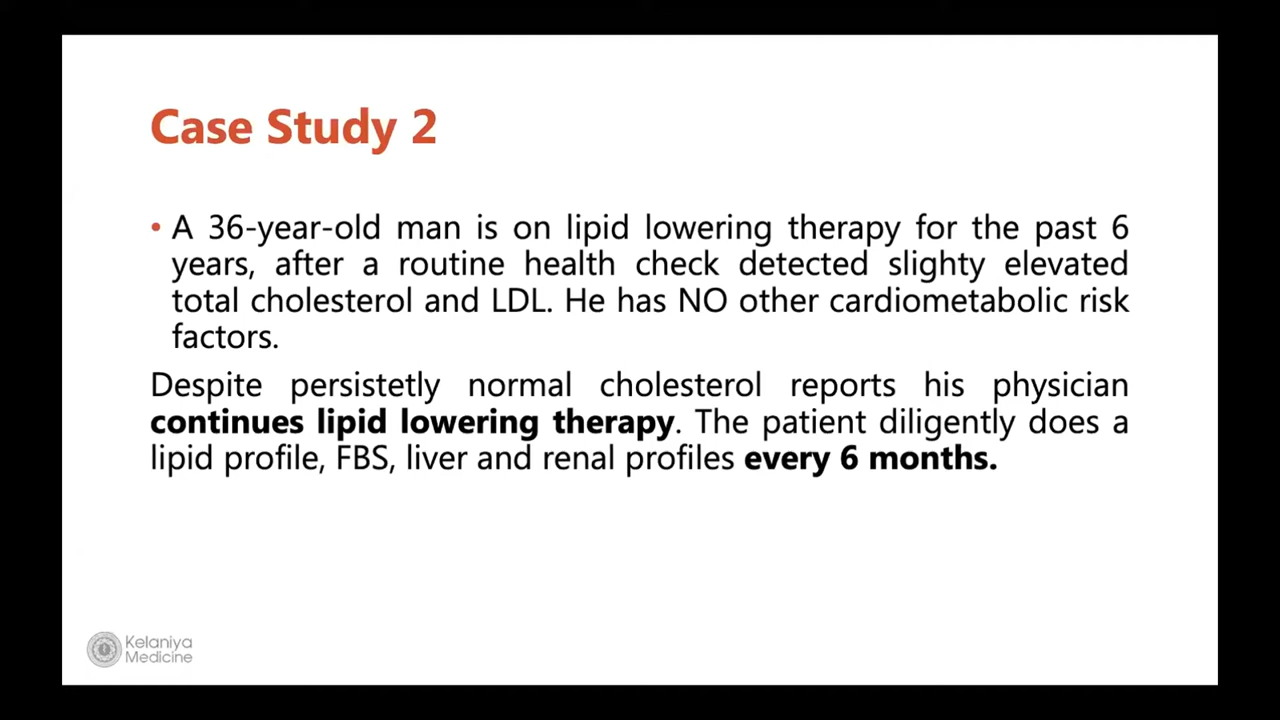 Case Study 2
• A 36-year-old man is on lipid lowering therapy for the past 6
years, after a routine health check detected slighty elevated
total cholesterol and LDL. He has NO other cardiometabolic risk
factors.
Despite persistetly normal cholesterol reports his physician
continues lipid lowering therapy. The patient diligently does a
lipid profile, FBS, liver and renal profiles every 6 months.
Kelaniya
Medicine